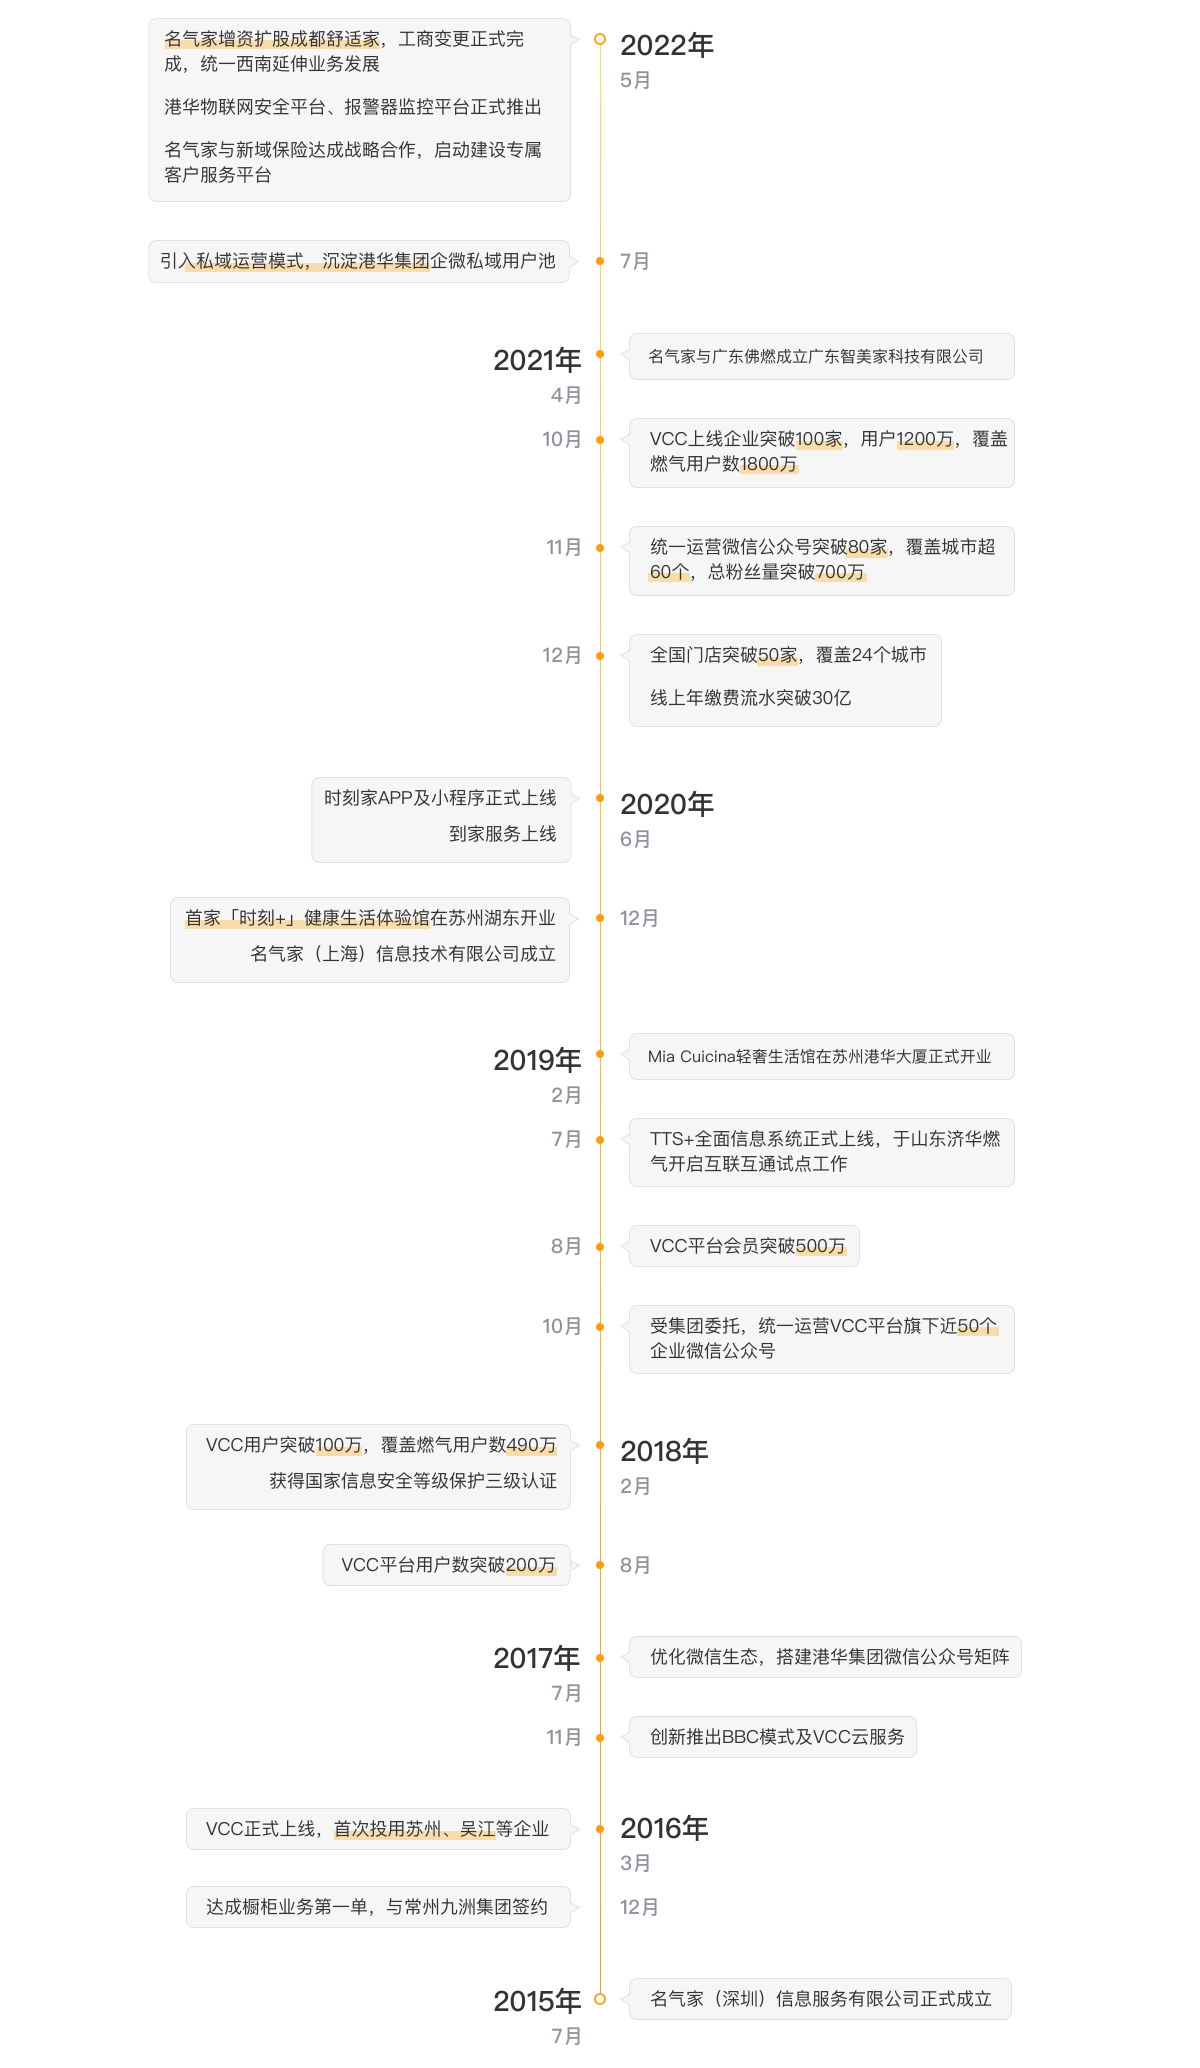 2022年
5月
名气家增资扩股成都舒适家，工商变更正式完
成，统一西南延伸业务发展
港华物联网安全平台、报警器监控平台正式推出
名气家与新域保险达成战略合作，启动建设专属
客户服务平台
7月
引入私域运营模式，沉淀港华集团企微私域用户池
2021年
4月
名气家与广东佛燃成立广东智美家科技有限公司
10月
VCC上线企业突破100家，用户1200万，覆盖
燃气用户数1800万
11月
统一运营微信公众号突破80家，覆盖城市超
60个，总粉丝量突破700万
12月
全国门店突破50家，覆盖24个城市
线上年缴费流水突破30亿
2020年
6月
时刻家APP及小程序正式上线
到家服务上线
12月
首家「时刻+」健康生活体验馆在苏州湖东开业
名气家（上海）信息技术有限公司成立
2019年
2月
Mia Cuicina轻奢生活馆在苏州港华大厦正式开业
7月
TTS+全面信息系统正式上线，于山东济华燃
气开启互联互通试点工作
8月
VCC平台会员突破500万
10月
受集团委托，统一运营VCC平台旗下近50个
企业微信公众号
2018年
2月
VCC用户突破100万，覆盖燃气用户数490万
获得国家信息安全等级保护三级认证
8月
VCC平台用户数突破200万
2017年
7月
优化微信生态，搭建港华集团微信公众号矩阵
11月
创新推出BBC模式及VCC云服务
2016年
3月
VCC正式上线，首次投用苏州、吴江等企业
12月
达成橱柜业务第一单，与常州九洲集团签约
2015年
7月
名气家（深圳）信息服务有限公司正式成立